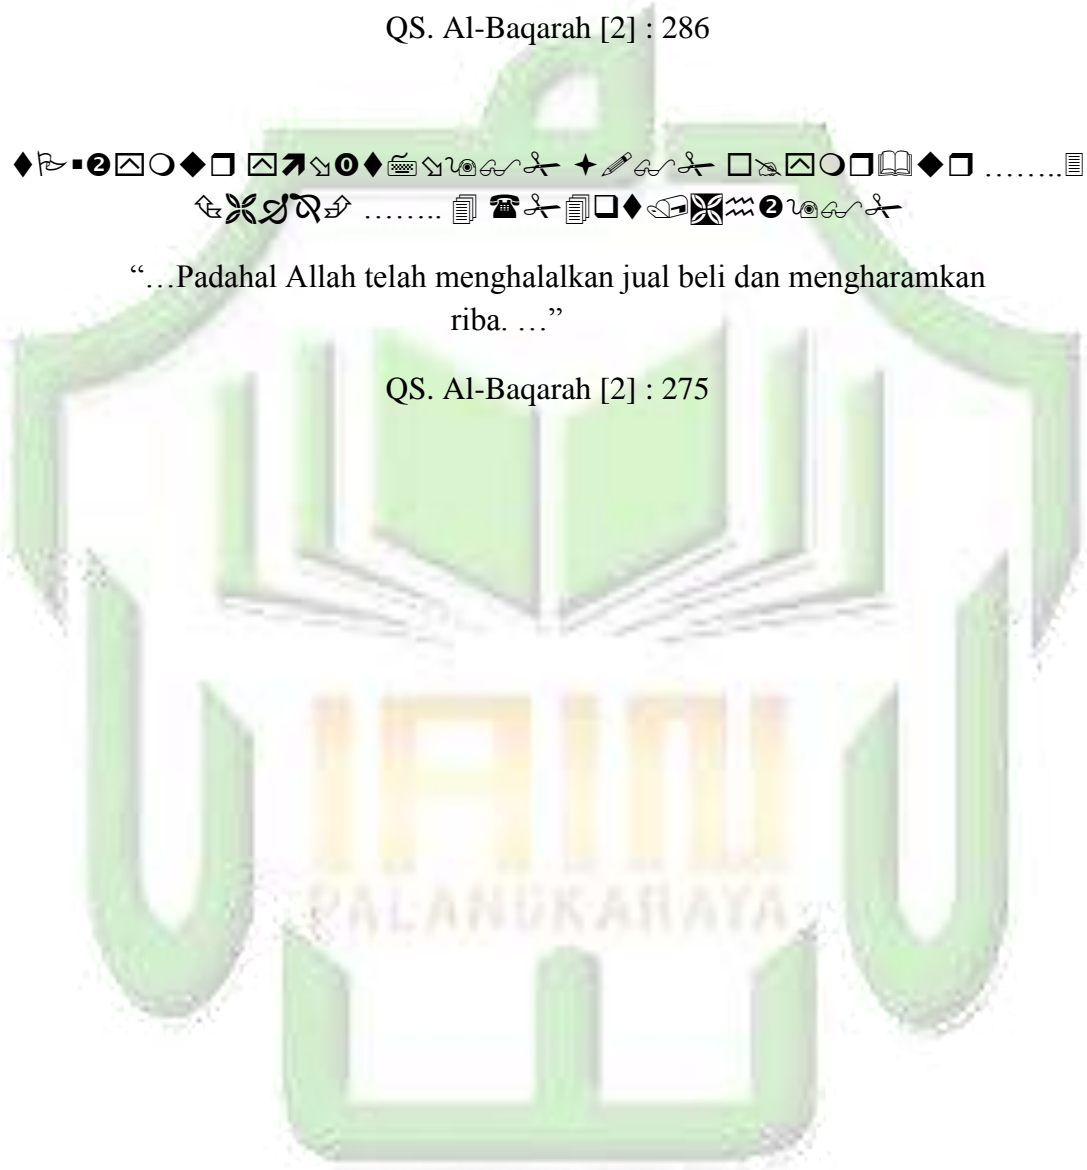 QS. Al-Baqarah [2] : 286
“…Padahal Allah telah menghalalkan jual beli dan mengharamkan
riba. …”
QS. Al-Baqarah [2] : 275
IAIN
PALANGKARAYA